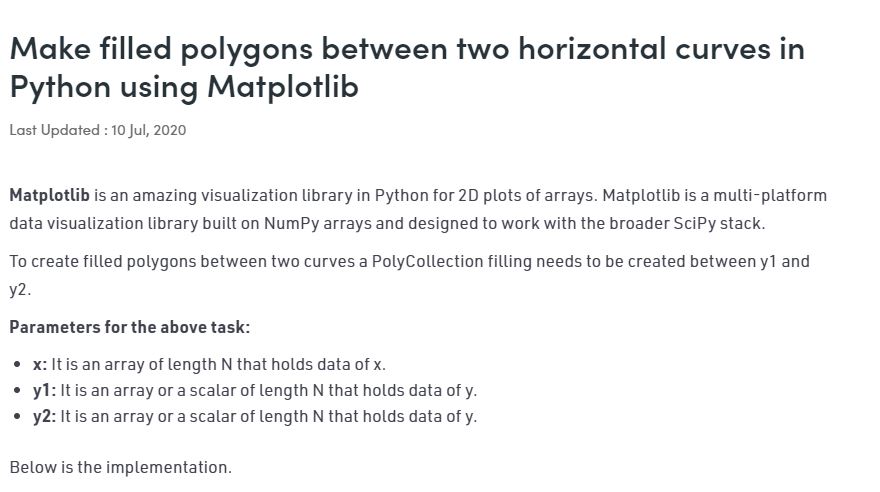 Make filled polygons between two horizontal curves in
Python using Matplotlib
Last Updated : 10 Jul, 2020
Matplotlib is an amazing visualization library in Python for 2D plots of arrays. Matplotlib is a multi-platform
data visualization library built on NumPy arrays and designed to work with the broader SciPy stack.
To create filled polygons between two curves a PolyCollection filling needs to be created between y1 and
y2.
Parameters for the above task:
• x: It is an array of length N that holds data of x.
• y1: It is an array or a scalar of length N that holds data of y.
• y2: It is an array or a scalar of length N that holds data of y.
Below is the implementation.